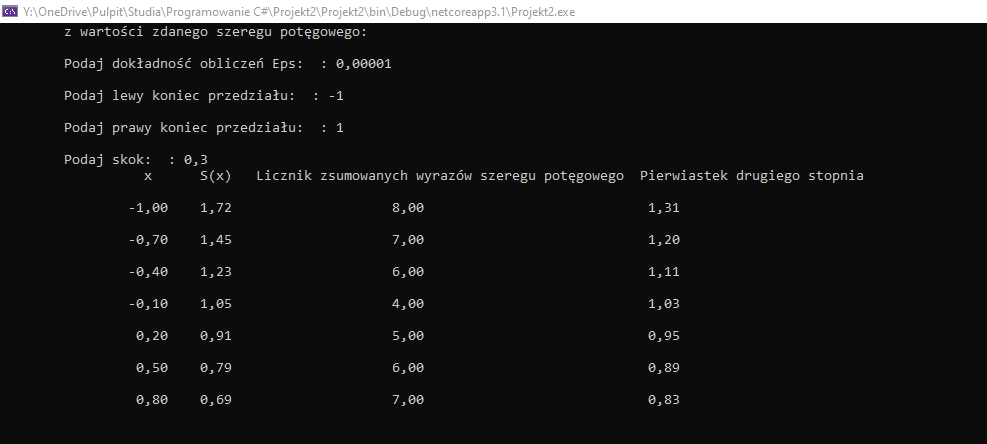 Y:\OneDrive\Pulpit\Studia\Programowanie C#\Projekt2\Projekt2\bin\Debug\netcoreapp3.1\Projekt2.exe
z wartości zdanego szeregu potęgowego:
Podaj dokładność obliczeń Eps:  : 0,00001
Podaj lewy koniec przedziału:  : -1
Podaj prawy koniec przedziału:  : 1
Podaj skok:  : 0,3
x S(x) Licznik zsumowanych wyrazów szeregu potęgowego Pierwiastek drugiego stopnia
-1,00 1,72 8,00 1,31
-0,70 1,45 7,00 1,20
-0,40 1,23 6,00 1,11
-0,10 1,05 4,00 1,03
0,20 0,91 5,00 0,95
0,50 0,79 6,00 0,89
0,80 0,69 7,00 0,83